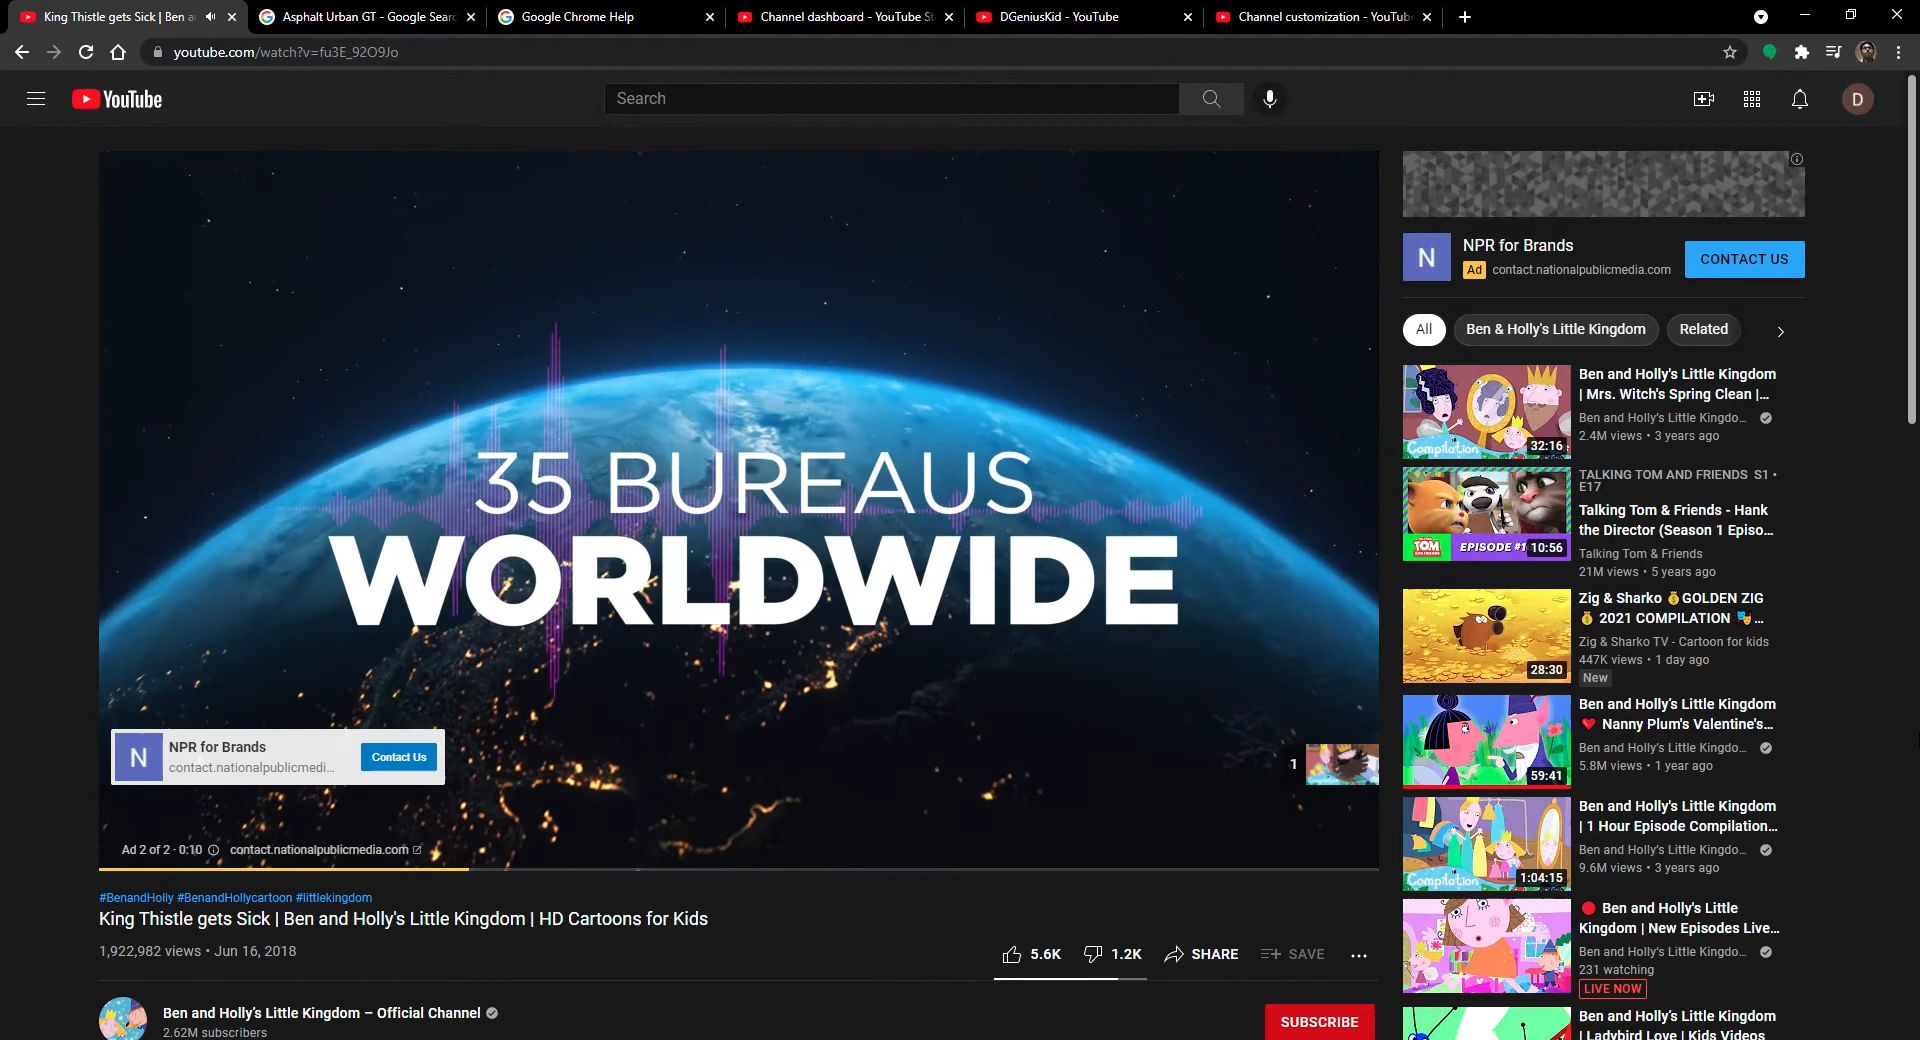 King Thistle gets Sick | Ben a
Asphalt Urban GT - Google Searc
Google Chrome Help
Channel dashboard - YouTube St
DGeniusKid - YouTube
Channel customization - YouTub
youtube.com/watch?v=fu3E_92O9Jo
YouTube
Search
D
35 BUREAUS
WORLDWIDE
N
NPR for Brands
contact.nationalpublicmedi...
Contact Us
1
Ad 2 of 2 · 0:10
contact.nationalpublicmedia.com
#BenandHolly #BenandHollycartoon #littlekingdom
King Thistle gets Sick | Ben and Holly's Little Kingdom | HD Cartoons for Kids
1,922,982 views • Jun 16, 2018
5.6K
1.2K
SHARE
SAVE
Ben and Holly's Little Kingdom – Official Channel
2.62M subscribers
SUBSCRIBE
N
NPR for Brands
Ad contact.nationalpublicmedia.com
CONTACT US
All
Ben & Holly's Little Kingdom
Related
Compilation
32:16
Ben and Holly's Little Kingdom
| Mrs. Witch's Spring Clean |...
Ben and Holly's Little Kingdo...
2.4M views • 3 years ago
TOM
EPISODE #1
10:56
TALKING TOM AND FRIENDS S1 •
E17
Talking Tom & Friends - Hank
the Director (Season 1 Episo...
Talking Tom & Friends
21M views • 5 years ago
28:30
Zig & Sharko 🥇GOLDEN ZIG
🥇 2021 COMPILATION 🎭...
Zig & Sharko TV - Cartoon for kids
447K views • 1 day ago
New
59:41
Ben and Holly's Little Kingdom
❤️ Nanny Plum's Valentine's...
Ben and Holly's Little Kingdo...
5.8M views • 1 year ago
Compilation
1:04:15
Ben and Holly's Little Kingdom
| 1 Hour Episode Compilation...
Ben and Holly's Little Kingdo...
9.6M views • 3 years ago
🔴 Ben and Holly's Little
Kingdom | New Episodes Live...
Ben and Holly's Little Kingdo...
231 watching
LIVE NOW
Ben and Holly's Little Kingdom
| Ladybird Love | Kids Videos